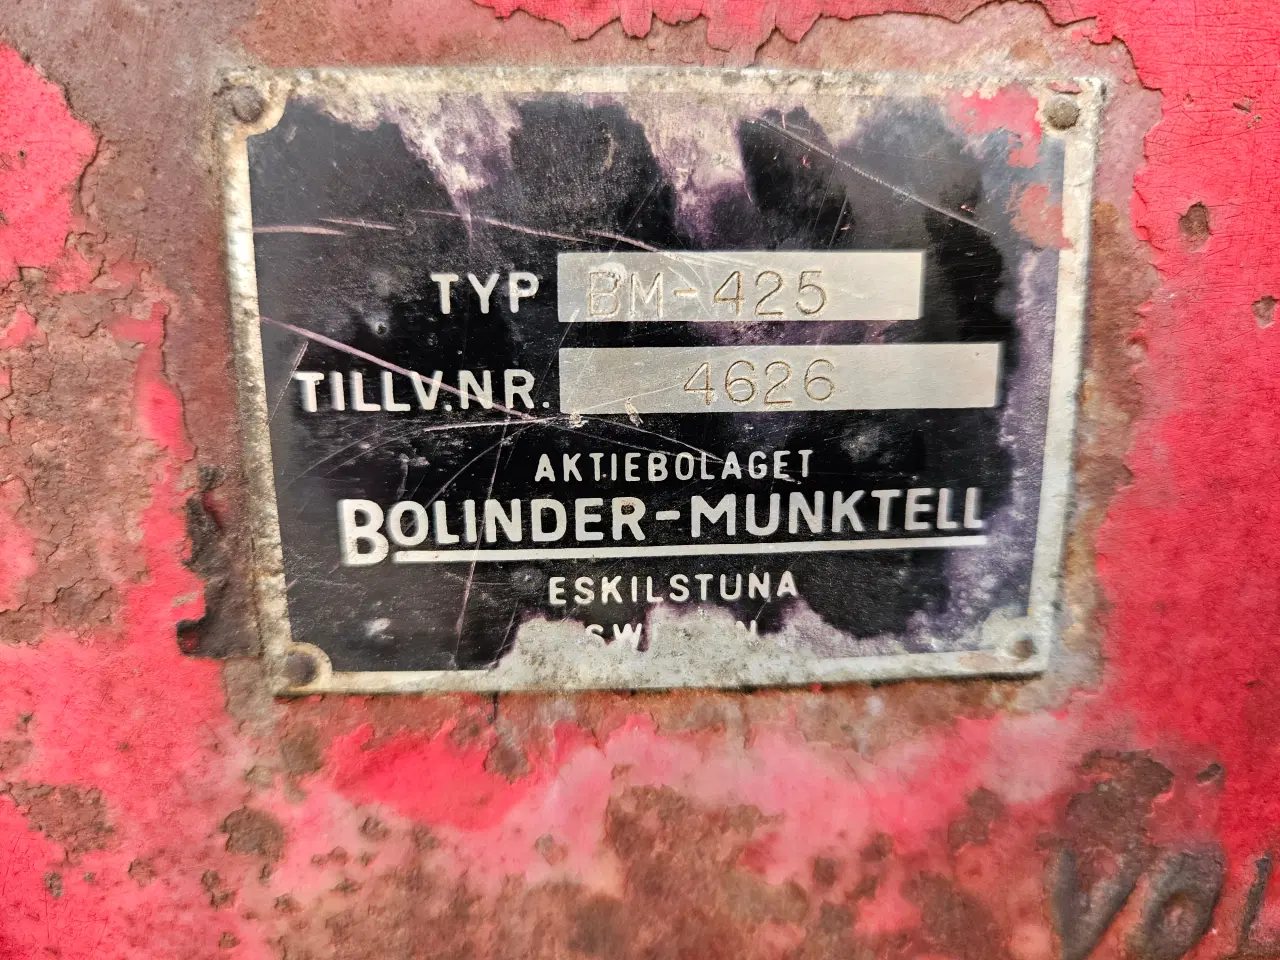 TYP BM-425
TILLV.NR. 4626
AKTIEBOLAGET
BOLINDER-MUNKTELL
ESKILSTUNA